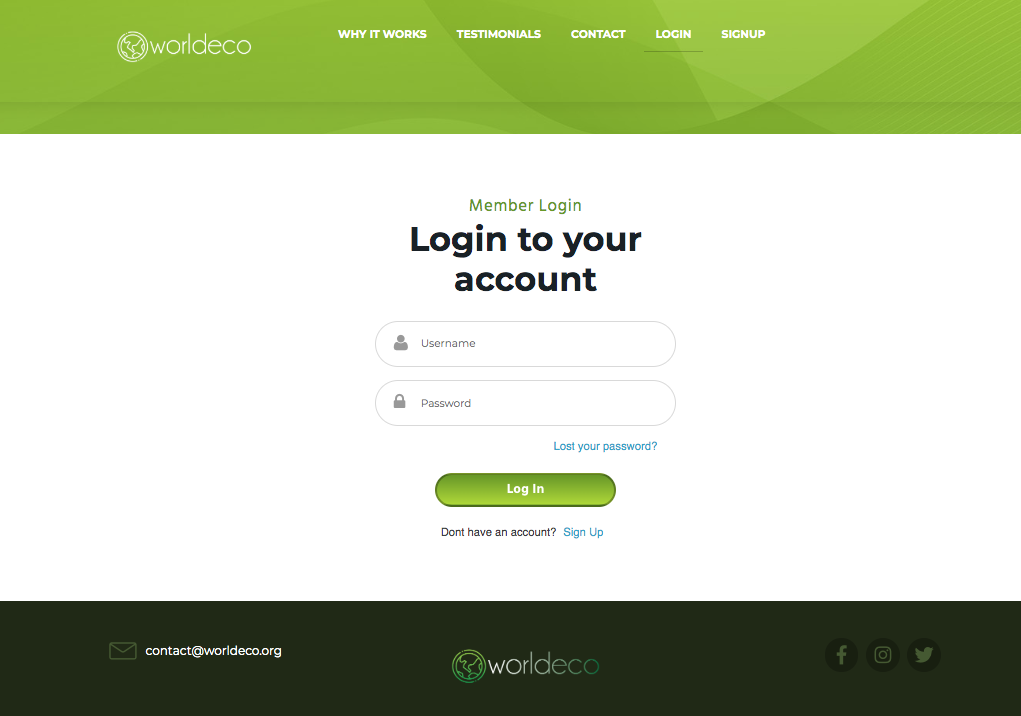 worldeco
WHY IT WORKS
TESTIMONIALS
CONTACT
LOGIN
SIGNUP
Member Login
Login to your
account
Username
Password
Lost your password?
Log In
Dont have an account? Sign Up
contact@worldeco.org
worldeco